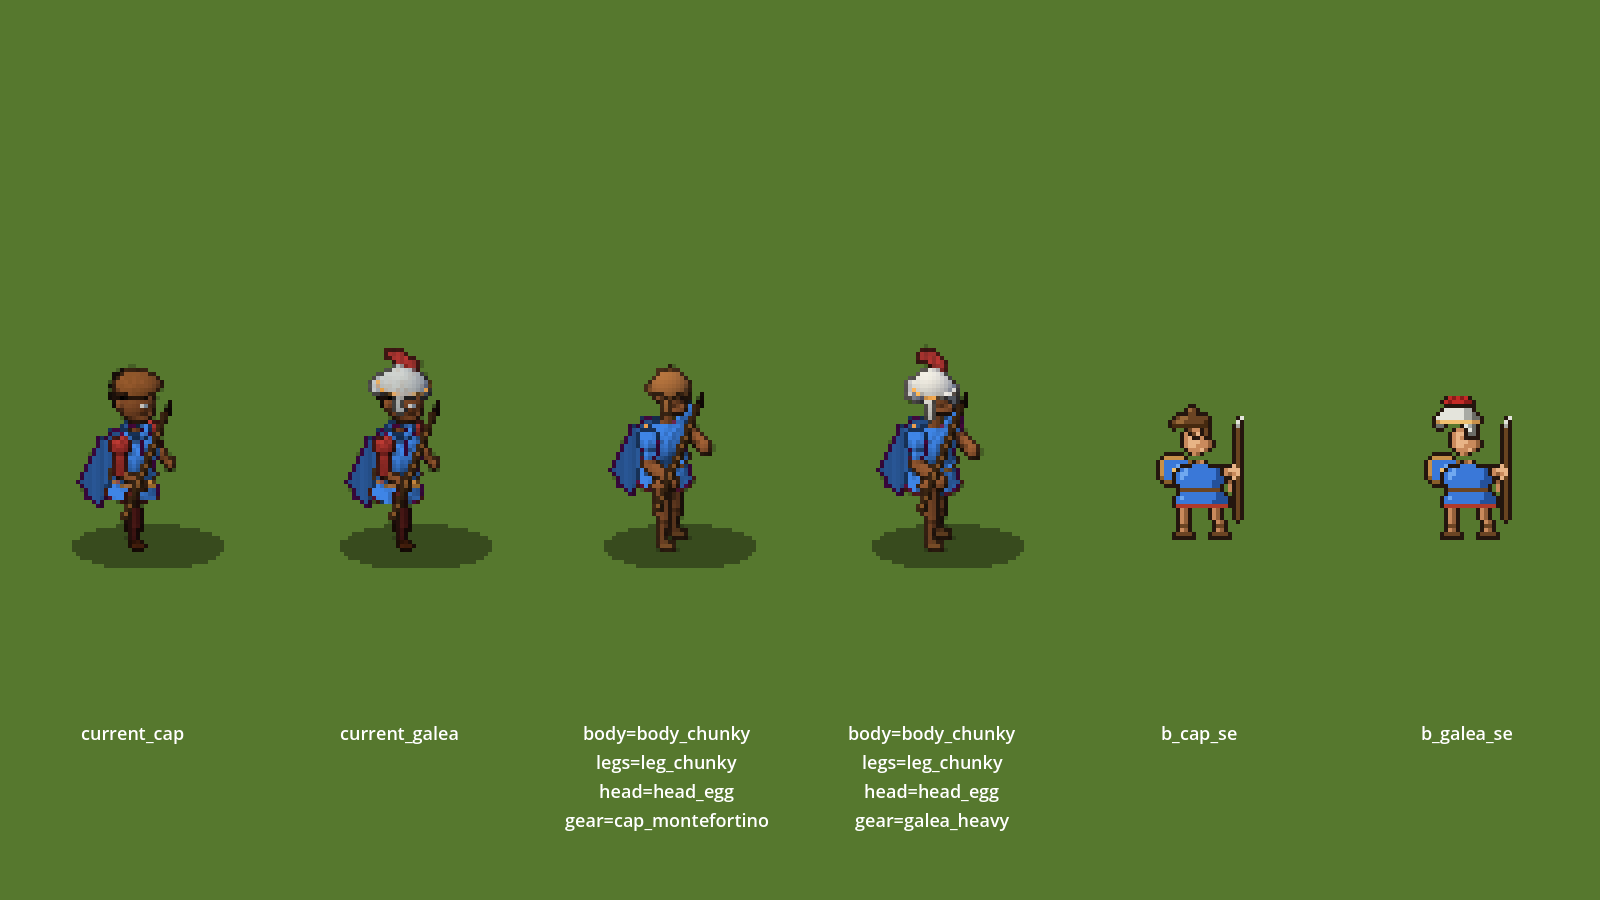 current_cap
current_galea
body=body_chunky
legs=leg_chunky
head=head_egg
gear=cap_montefortino
body=body_chunky
legs=leg_chunky
head=head_egg
gear=galea_heavy
b_cap_se
b_galea_se